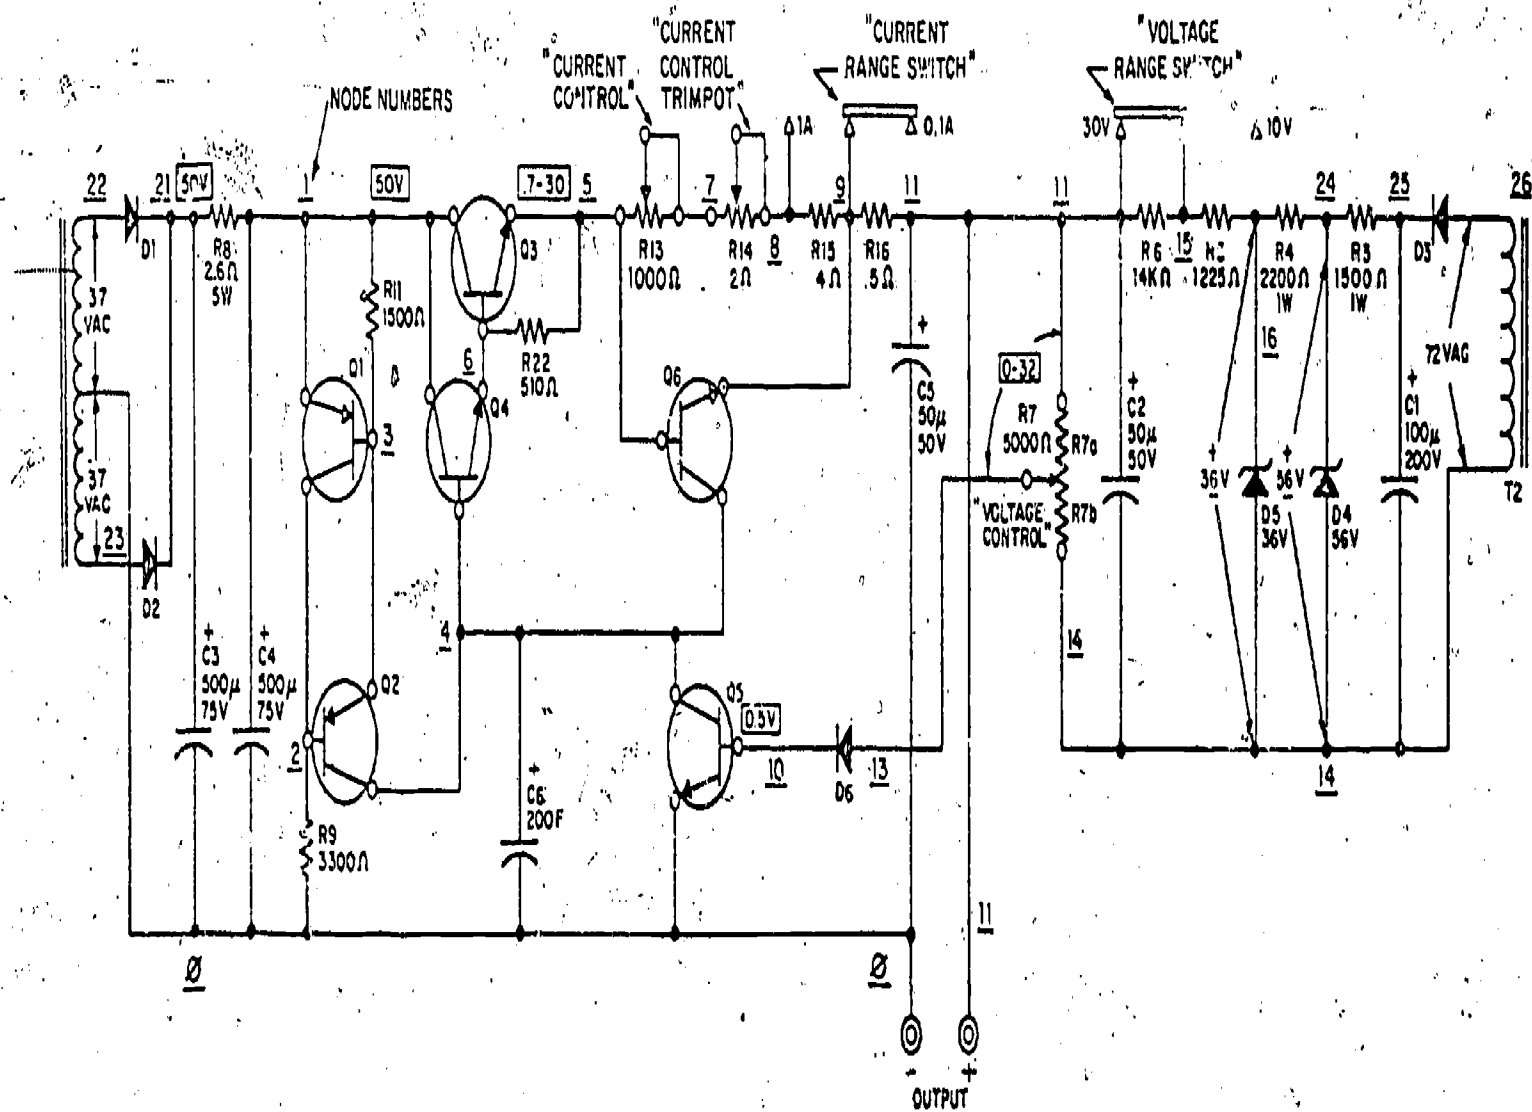 "CURRENT CONTROL"
"CURRENT CONTROL TRIMPOT"
"CURRENT RANGE SWITCH"
"VOLTAGE
NODE NUMBERS
1A
0.1A
30V
10V
22
21
50V
1
50V
.7-30
5
7
9
11
11
24
25
26
D1
R8
2.6Ω
5W
Q3
R13
1000Ω
R14
2Ω
8
R15
4Ω
R16
.5Ω
R6
14KΩ
15
1225Ω
R4
2200Ω
1W
1500Ω
1W
37
VAC
R11
1500Ω
6
R22
510Ω
16
0-32
Q1
Q4
Q6
C5
50µ
50V
R7
5000Ω
R7a
C2
50µ
50V
C1
100µ
200V
3
37
VAC
23
"VOLTAGE
CONTROL"
R7b
+
36V
+
56V
D5
36V
D4
56V
T2
D2
4
14
+
C3
500µ
75V
+
C4
500µ
75V
Q2
Q5
0.5V
2
10
D6
13
14
R9
3300Ω
+
C6
200F
11
Ø
Ø
-
+
OUTPUT